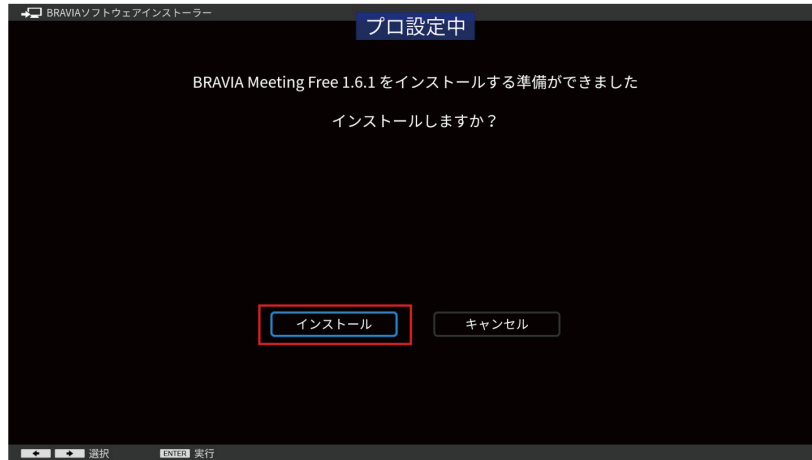 BRAVIAソフトウェアインストーラー
プロ設定中
BRAVIA Meeting Free 1.6.1 をインストールする準備ができました
インストールしますか？
インストール
キャンセル
選択
ENTER 実行